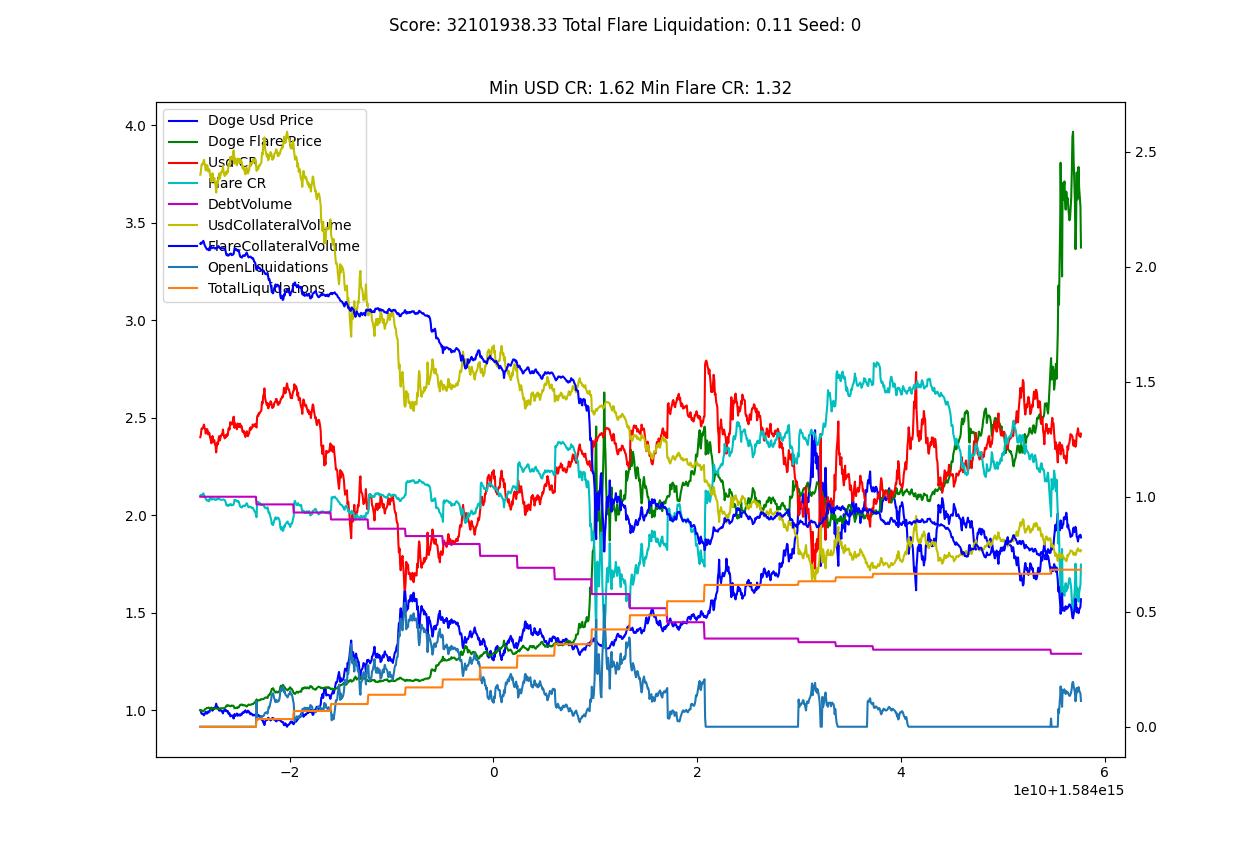 Score: 32101938.33 Total Flare Liquidation: 0.11 Seed: 0
Min USD CR: 1.62 Min Flare CR: 1.32
Doge Usd Price
Doge Flare Price
Usd CR
Flare CR
DebtVolume
UsdCollateralVolume
FlareCollateralVolume
OpenLiquidations
TotalLiquidations
4.0
3.5
3.0
2.5
2.0
1.5
1.0
2.5
2.0
1.5
1.0
0.5
0.0
−2
0
2
4
6
1e10+1.584e15